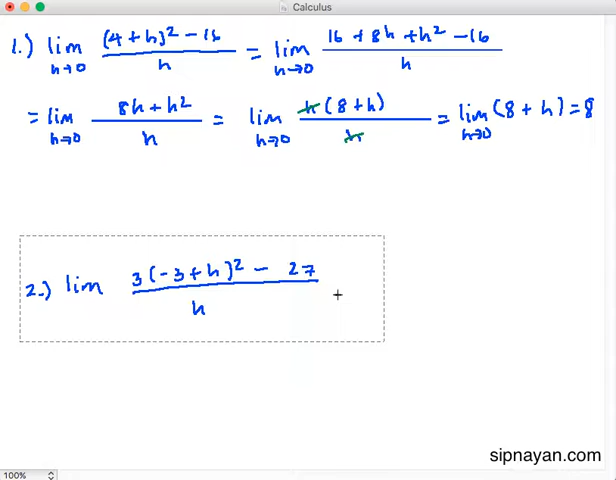 Calculus
1.) lim h→0 (4 + h)² - 16 / h = lim h→0 16 + 8h + h² - 16 / h
= lim h→0 8h + h² / h = lim h→0 h (8 + h) / h = lim h→0 (8 + h) = 8
2.) lim 3(-3 + h)² - 27 / h
sipnayan.com
100%